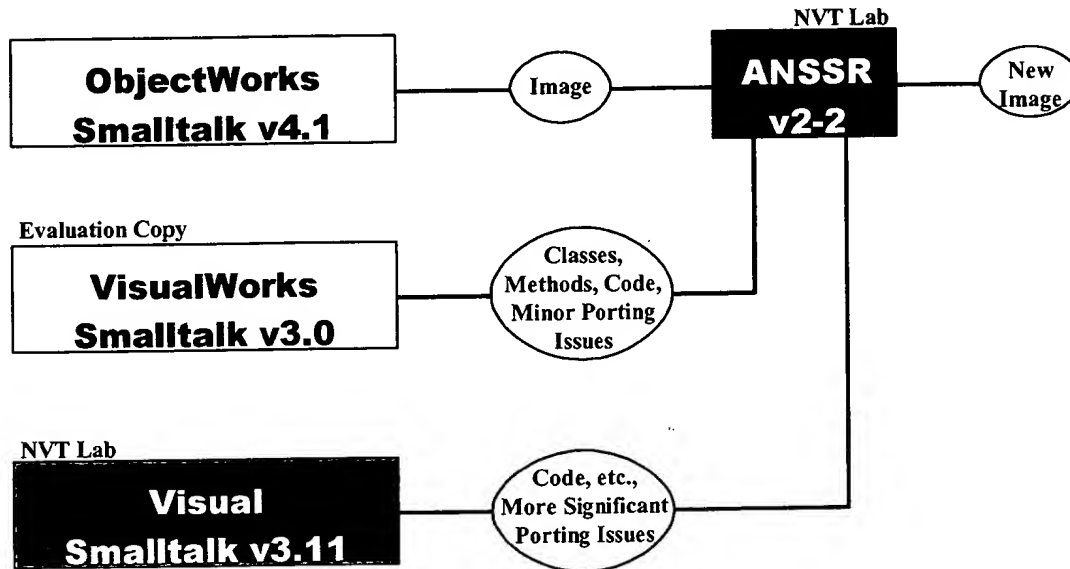 NVT Lab
ObjectWorks
Smalltalk v4.1
Image
ANSSR
v2-2
New
Image
Evaluation Copy
VisualWorks
Smalltalk v3.0
Classes,
Methods, Code,
Minor Porting
Issues
NVT Lab
Visual
Smalltalk v3.11
Code, etc.,
More Significant
Porting Issues